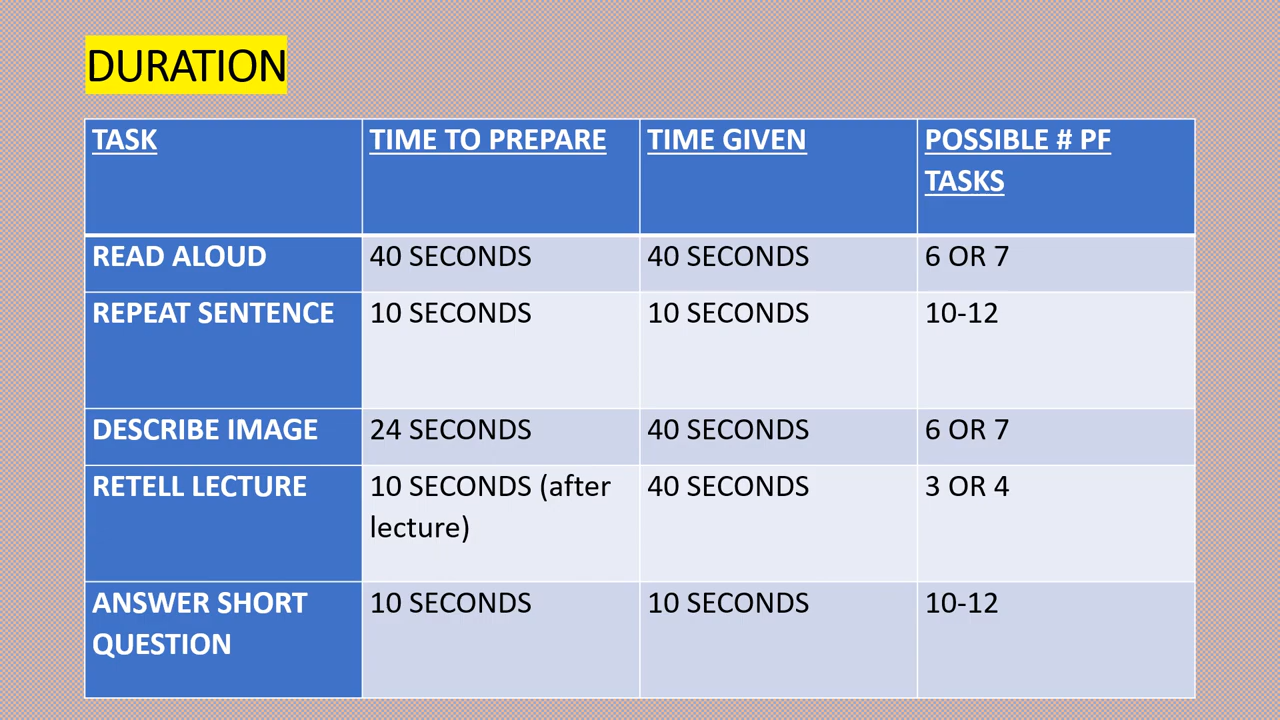 DURATION
TASK TIME TO PREPARE TIME GIVEN POSSIBLE # PF
TASKS
READ ALOUD 40 SECONDS 40 SECONDS 6 OR 7
REPEAT SENTENCE 10 SECONDS 10 SECONDS 10-12
DESCRIBE IMAGE 24 SECONDS 40 SECONDS 6 OR 7
RETELL LECTURE 10 SECONDS (after 40 SECONDS 3 OR 4
lecture)
ANSWER SHORT 10 SECONDS 10 SECONDS 10-12
QUESTION